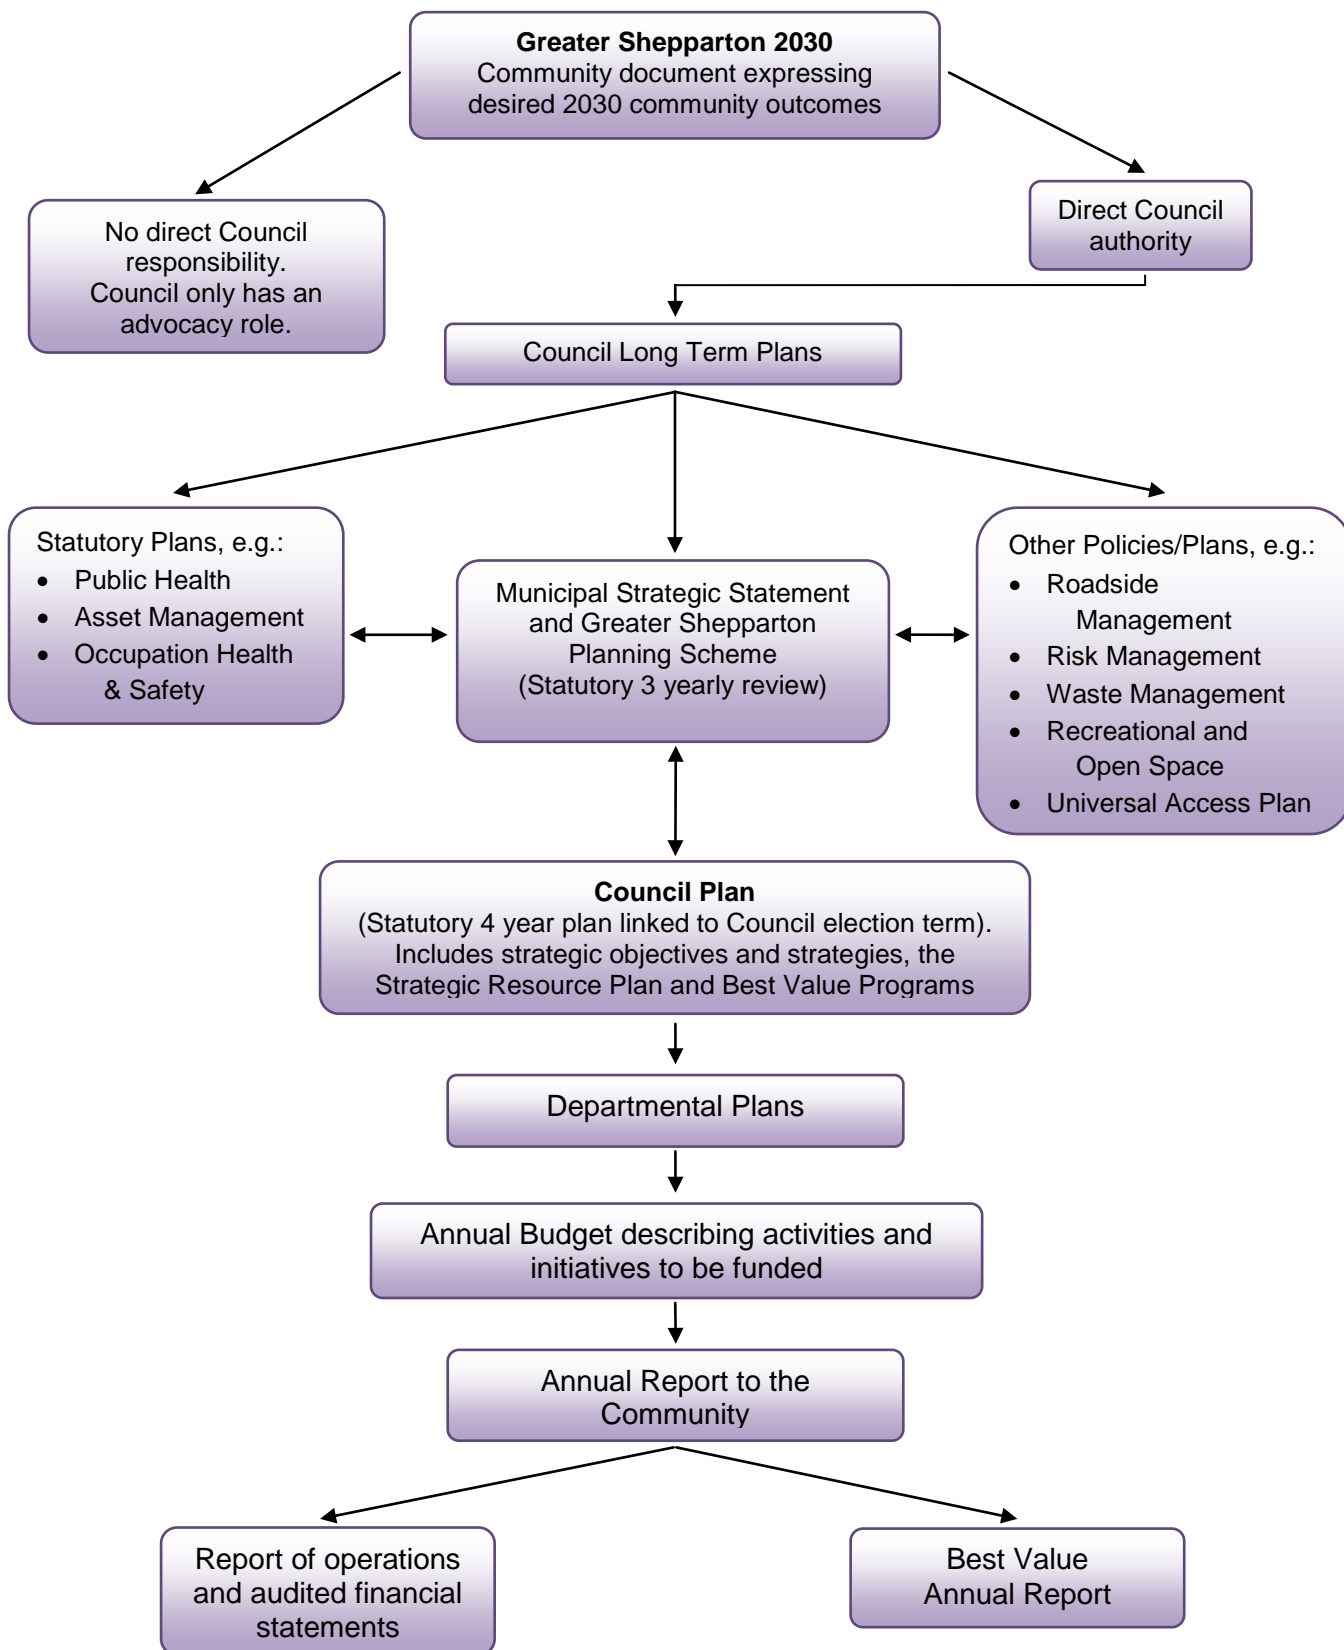 Greater Shepparton 2030
Community document expressing
desired 2030 community outcomes
No direct Council
responsibility.
Council only has an
advocacy role.
Direct Council
authority
Council Long Term Plans
Statutory Plans, e.g.:
• Public Health
• Asset Management
• Occupation Health
& Safety
Municipal Strategic Statement
and Greater Shepparton
Planning Scheme
(Statutory 3 yearly review)
Other Policies/Plans, e.g.:
• Roadside
Management
• Risk Management
• Waste Management
• Recreational and
Open Space
• Universal Access Plan
Council Plan
(Statutory 4 year plan linked to Council election term).
Includes strategic objectives and strategies, the
Strategic Resource Plan and Best Value Programs
Departmental Plans
Annual Budget describing activities and
initiatives to be funded
Annual Report to the
Community
Report of operations
and audited financial
statements
Best Value
Annual Report